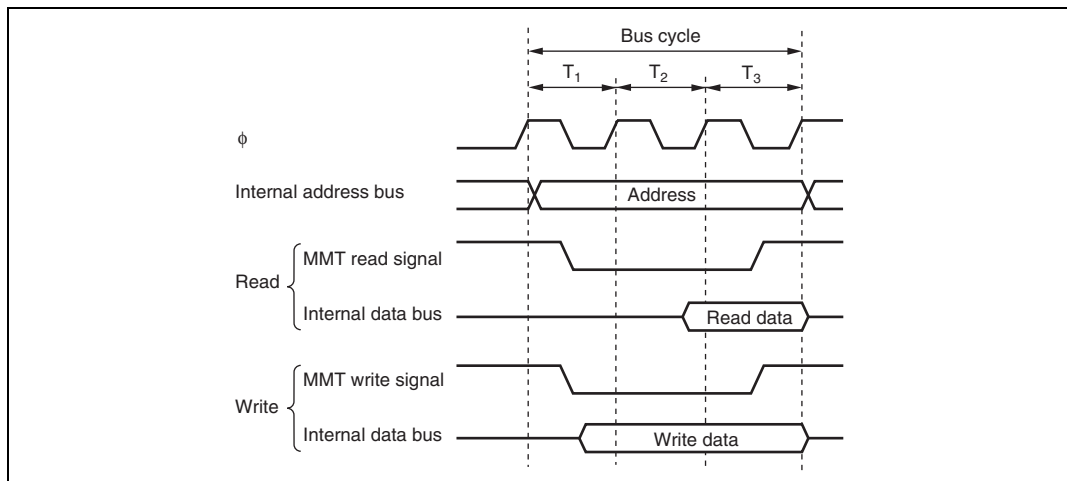 Bus cycle
T₁ T₂ T₃
ϕ
Internal address bus Address
Read MMT read signal
Internal data bus Read data
Write MMT write signal
Internal data bus Write data